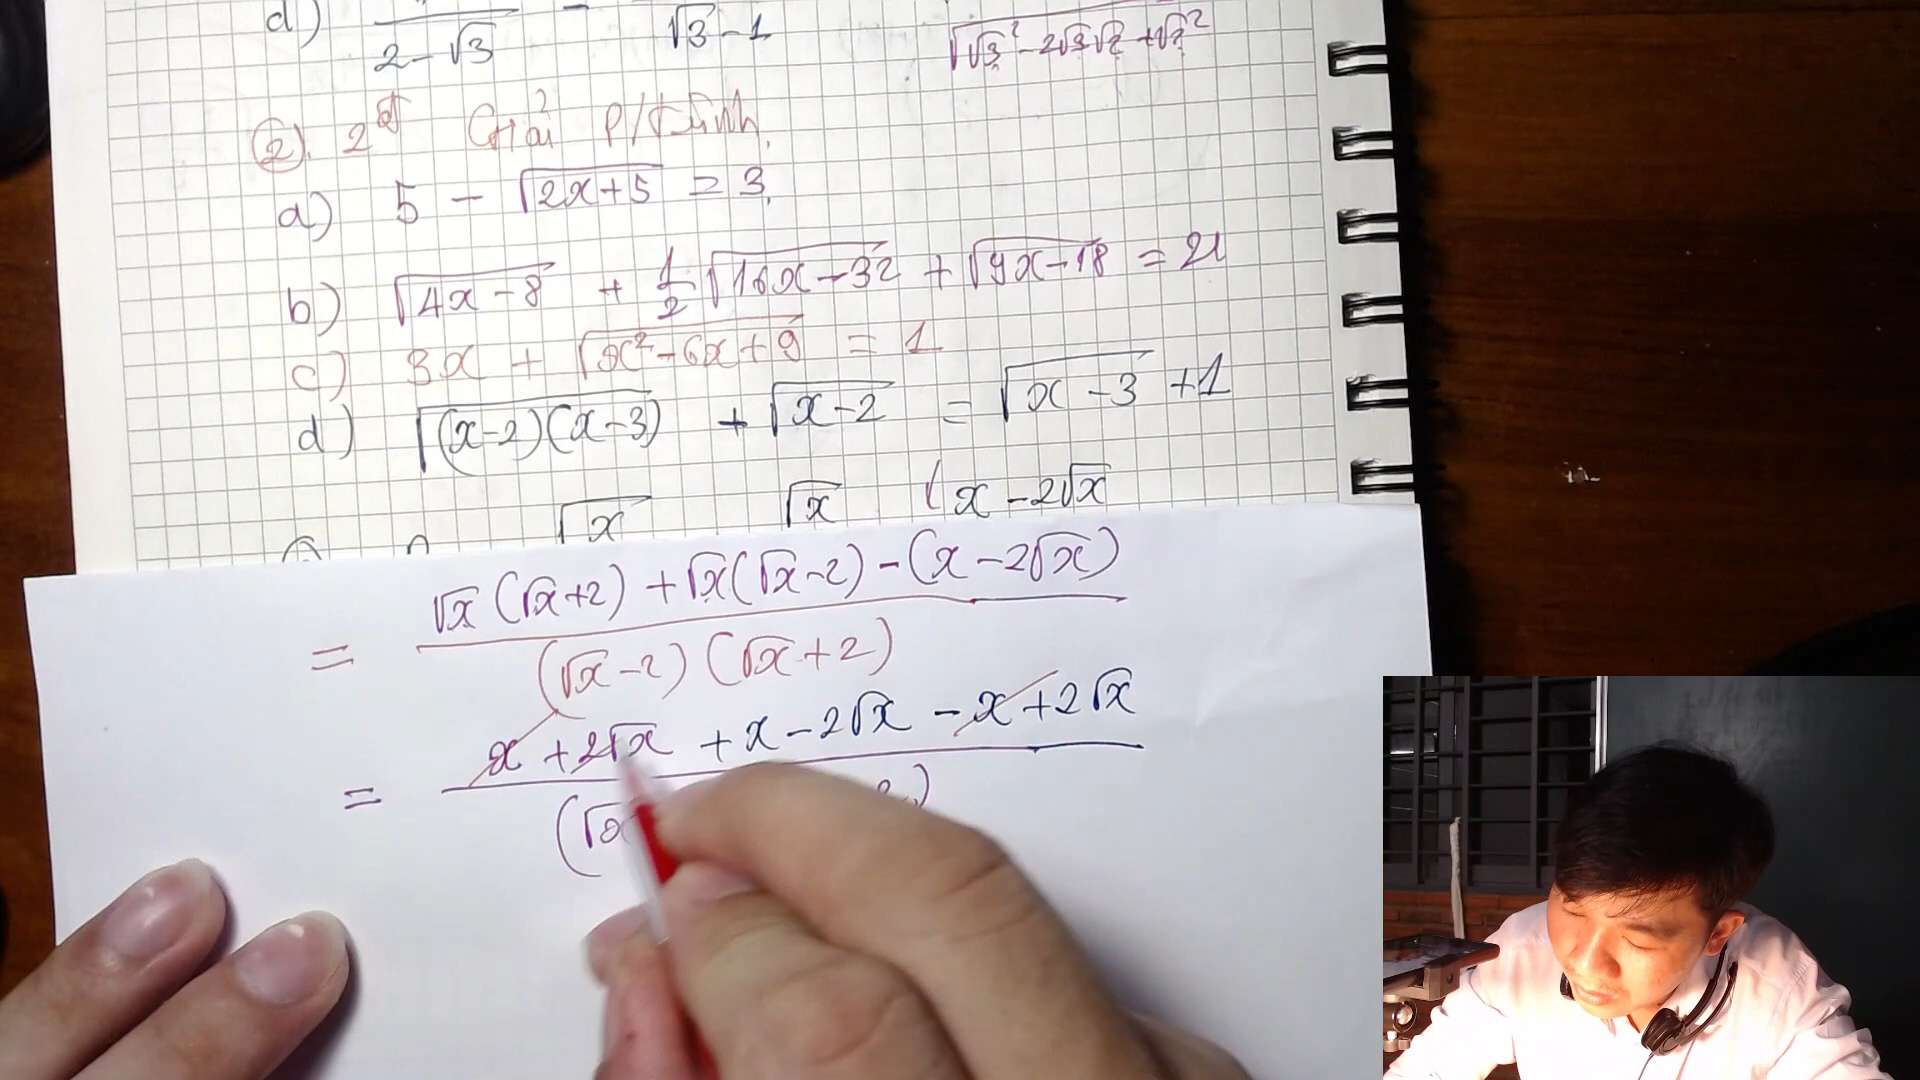 d) 2-√3 - √3-1 √(√3² - 2√3√2 + √2²)
② 2đ Giải p/trình.
a) 5 - √(2x+5) = 3.
b) √(4x-8) + 1/2 √(16x-32) + √(9x-18) = 21
c) 3x + √(x²-6x+9) = 1
d) √((x-2)(x-3)) + √(x-2) = √(x-3) + 1
√x √x (x-2√x
= (√x(√x+2) + √x(√x-2) - (x-2√x)) / ((√x-2)(√x+2))
= (x + 2√x + x - 2√x - x + 2√x) / (√x 2)